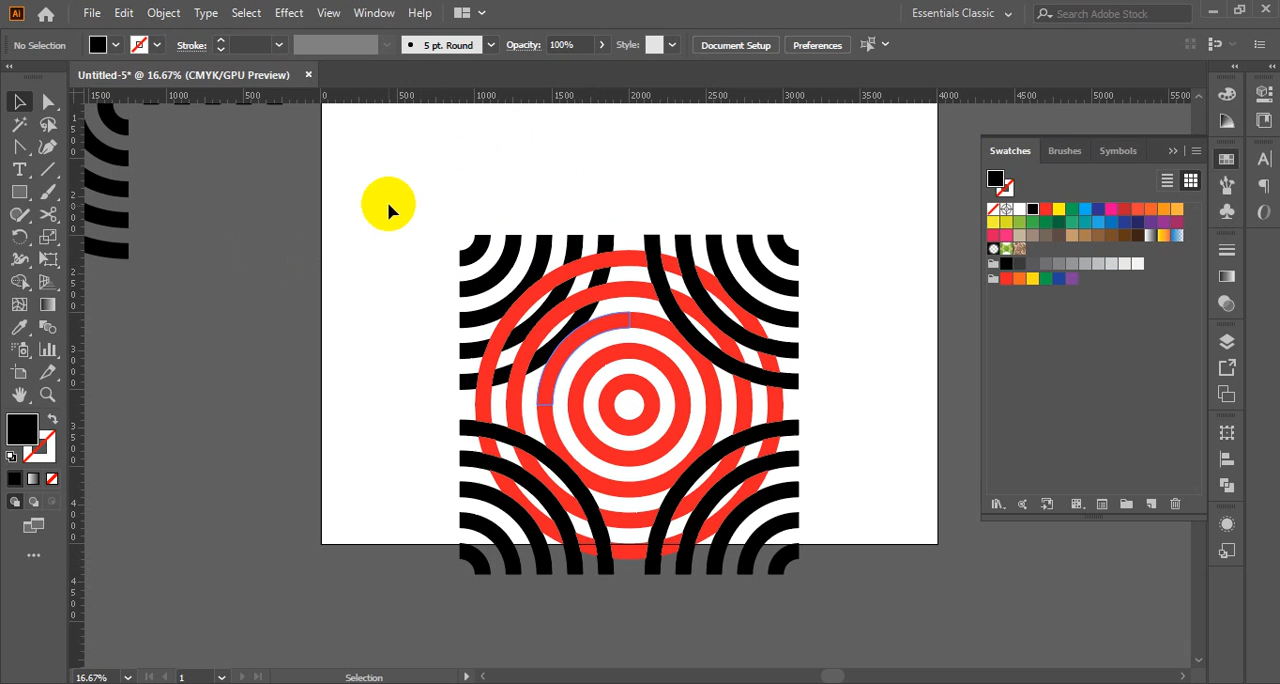 Ai File Edit Object Type Select Effect View Window Help Essentials Classic Search Adobe Stock
No Selection Stroke: 5 pt. Round Opacity: 100% Style: Document Setup Preferences
Untitled-5* @ 16.67% (CMYK/GPU Preview)
1500 1000 500 0 500 1000 1500 2000 2500 3000 3500 4000 4500 5000 5500
Swatches Brushes Symbols
16.67% 1 Selection